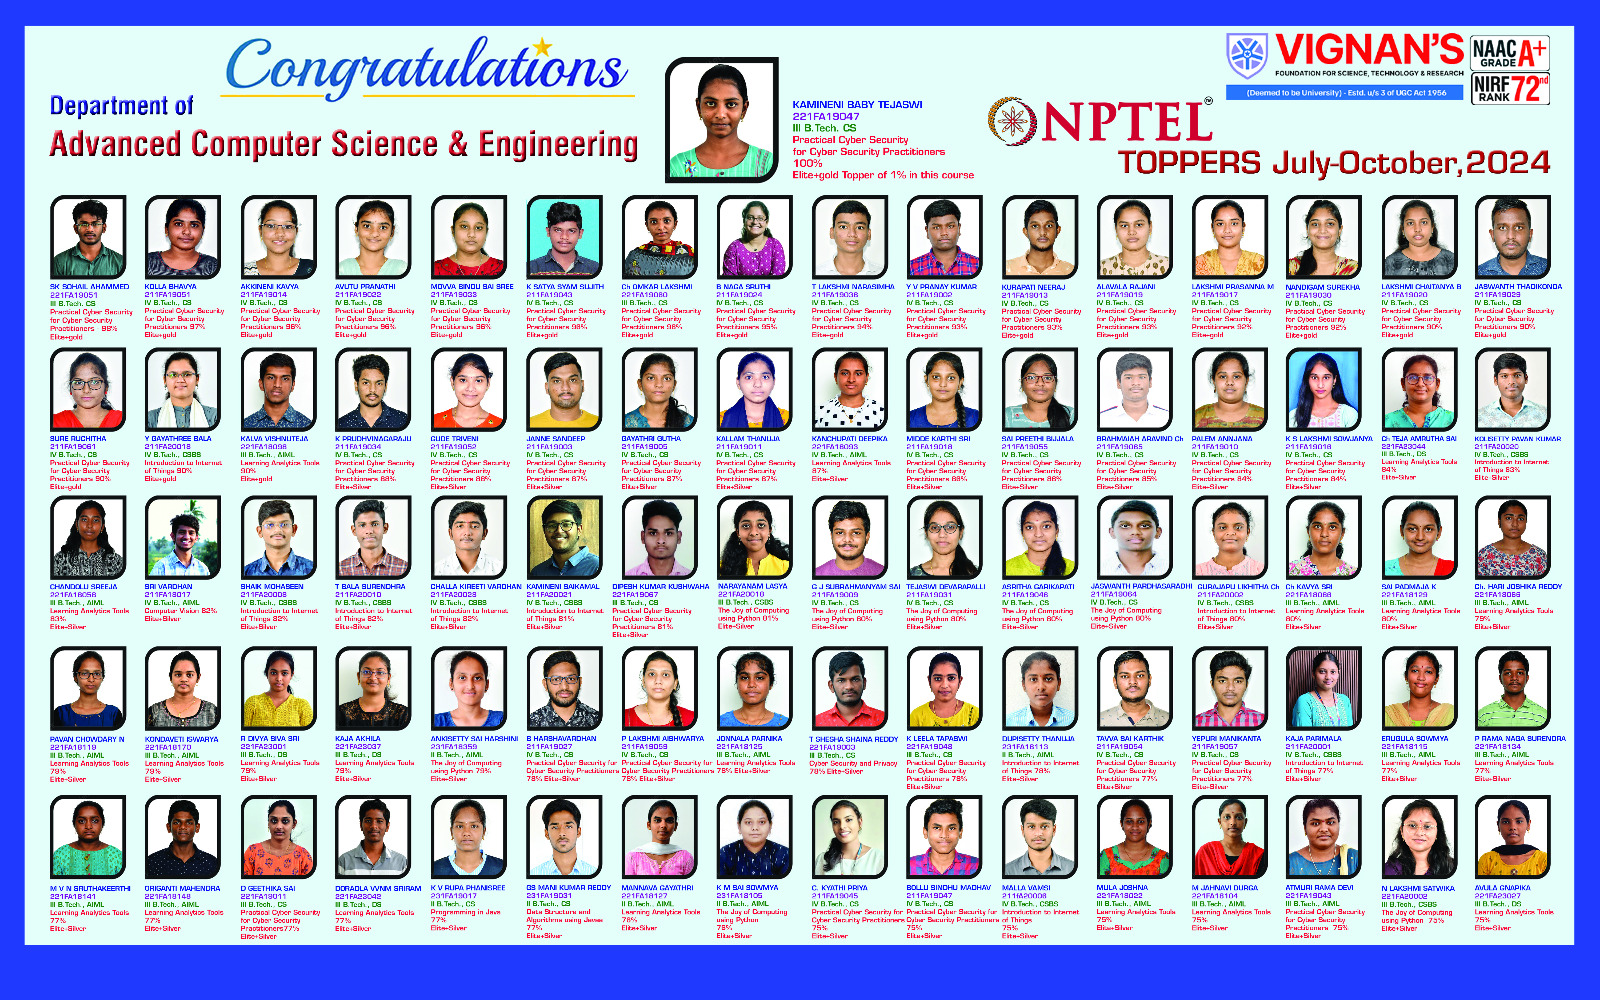 Congratulations
Department of
Advanced Computer Science & Engineering
KAMINENI BABY TEJASWI
221FA19047
III B.Tech. CS
Practical Cyber Security
for Cyber Security Practitioners
100%
Elite+gold Topper of 1% in this course
NPTEL
TM
VIGNAN'S
FOUNDATION FOR SCIENCE, TECHNOLOGY & RESEARCH
(Deemed to be University) - Estd. u/s 3 of UGC Act 1956
NAAC
GRADE A+
NIRF
RANK 72nd
TOPPERS July-October,2024
SK SOHAIL AHAMMED
221FA19051
III B.Tech. CS
Practical Cyber Security
for Cyber Security
Practitioners 98%
Elite+gold
KOLLA BHAVYA
211FA19051
IV B.Tech., CS
Practical Cyber Security
for Cyber Security
Practitioners 97%
Elite+gold
AKKINENI KAVYA
211FA19014
IV B.Tech., CS
Practical Cyber Security
for Cyber Security
Practitioners 96%
Elite+gold
AVUTU PRANATHI
211FA19022
IV B.Tech., CS
Practical Cyber Security
for Cyber Security
Practitioners 96%
Elite+gold
MOVVA BINDU SAI SREE
IV B.Tech., CS
Practical Cyber Security
for Cyber Security
Practitioners 96%
Elite+gold
K SATYA SYAM SUJITH
211FA19043
IV B.Tech., CS
Practical Cyber Security
for Cyber Security
Elite+gold
Ch OMKAR LAKSHMI
IV B.Tech., CS
Practical Cyber Security
for Cyber Security
Elite+gold
B NAGA SRUTHI
211FA19024
IV B.Tech., CS
Practical Cyber Security
for Cyber Security
Practitioners 95%
Elite+gold
T LAKSHMI NARASIMHA
IV B.Tech., CS
Practical Cyber Security
for Cyber Security
Practitioners 94%
Elite+gold
Y V PRANAY KUMAR
211FA19002
IV B.Tech., CS
Practical Cyber Security
for Cyber Security
Practitioners 93%
Elite+gold
KURAPATI NEERAJ
211FA19013
IV B.Tech., CS
Practical Cyber Security
for Cyber Security
Practitioners 93%
Elite+gold
ALAVALA RAJANI
211FA19019
IV B.Tech., CS
Practical Cyber Security
for Cyber Security
Practitioners 93%
Elite+gold
LAKSHMI PRASANNA M
211FA19017
IV B.Tech., CS
Practical Cyber Security
for Cyber Security
Practitioners 92%
Elite+gold
NANDIGAM SUREKHA
211FA19030
IV B.Tech., CS
Practical Cyber Security
for Cyber Security
Practitioners 92%
Elite+gold
LAKSHMI CHAITANYA B
211FA19020
IV B.Tech., CS
Practical Cyber Security
for Cyber Security
Practitioners 90%
Elite+gold
JASWANTH THADIKONDA
IV B.Tech., CS
Practical Cyber Security
for Cyber Security
Practitioners 90%
Elite+gold
SURE RUCHITHA
211FA19061
IV B.Tech., CS
Practical Cyber Security
for Cyber Security
Practitioners 90%
Elite+gold
Y GAYATHREE BALA
211FA20018
IV B.Tech., CSBS
Introduction to Internet
of Things 90%
Elite+gold
KALVA VISHNUTEJA
III B.Tech., AIML
Learning Analytics Tools
90%
Elite+gold
K PRUDHVINAGARAJU
211FA19034
IV B.Tech., CS
Practical Cyber Security
for Cyber Security
Practitioners 88%
Elite+Silver
GUDE TRIVENI
211FA19052
IV B.Tech., CS
Practical Cyber Security
for Cyber Security
Elite+Silver
JANNE SANDEEP
211FA19003
IV B.Tech., CS
Practical Cyber Security
for Cyber Security
Practitioners 87%
Elite+Silver
GAYATHRI GUTHA
211FA19005
IV B.Tech., CS
Practical Cyber Security
for Cyber Security
Practitioners 87%
Elite+Silver
KALLAM THANUJA
211FA19011
IV B.Tech., CS
Practical Cyber Security
for Cyber Security
Practitioners 87%
Elite+Silver
KANCHUPATI DEEPIKA
IV B.Tech., AIML
Learning Analytics Tools
87%
Elite+Silver
MIDDE KARTHI SRI
211FA19018
IV B.Tech., CS
Practical Cyber Security
for Cyber Security
Elite+Silver
SAI PREETHI BIJJALA
211FA19055
IV B.Tech., CS
Practical Cyber Security
for Cyber Security
Elite+Silver
BRAHMAIAH ARAVIND Ch
IV B.Tech., CS
Practical Cyber Security
for Cyber Security
Practitioners 85%
Elite+Silver
PALEM ANNJANA
211FA19010
IV B.Tech., CS
Practical Cyber Security
for Cyber Security
Practitioners 84%
Elite+Silver
K S LAKSHMI SOWJANYA
IV B.Tech., CS
Practical Cyber Security
for Cyber Security
Practitioners 84%
Elite+Silver
Ch TEJA AMRUTHA SAI
221FA23044
III B.Tech., DS
Learning Analytics Tools
84%
Elite+Silver
KOLISETTY PAVAN KUMAR
IV B.Tech., CSBS
Introduction to Internet
of Things 83%
Elite+Silver
CHANDOLU SREEJA
III B.Tech., AIML
Learning Analytics Tools
83%
Elite+Silver
SRI VARDHAN
IV B.Tech., AIML
Computer Vision 82%
Elite+Silver
SHAIK MOHASEEN
IV B.Tech., CSBS
Introduction to Internet
of Things 82%
Elite+Silver
T BALA SURENDHRA
211FA20010
IV B.Tech., CSBS
Introduction to Internet
of Things 82%
Elite+Silver
CHALLA KIREETI VARDHAN
IV B.Tech., CSBS
Introduction to Internet
of Things 82%
Elite+Silver
KAMINENI SAIKAMAL
211FA20021
IV B.Tech., CSBS
Introduction to Internet
of Things 81%
Elite+Silver
DIPESH KUMAR KUSHWAHA
III B.Tech., CS
Practical Cyber Security
for Cyber Security
Practitioners 81%
Elite+Silver
NARAYANAM LASYA
III B.Tech., CSBS
The Joy of Computing
using Python 81%
Elite+Silver
G J SUBRAHMANYAM SAI
211FA19009
IV B.Tech., CS
The Joy of Computing
using Python 80%
Elite+Silver
TEJASWI DEVARAPALLI
211FA19031
IV B.Tech., CS
The Joy of Computing
using Python 80%
Elite+Silver
ASRITHA GARIKAPATI
IV B.Tech., CS
The Joy of Computing
using Python 80%
Elite+Silver
JASWANTH PARDHASARADHI
211FA19064
IV B.Tech., CS
The Joy of Computing
using Python 80%
Elite+Silver
GURAJAPU LIKHITHA Ch
211FA20002
IV B.Tech., CSBS
Introduction to Internet
of Things 80%
Elite+Silver
Ch KAVYA SRI
III B.Tech., AIML
Learning Analytics Tools
80%
Elite+Silver
SAI PADMAJA K
221FA18129
III B.Tech., AIML
Learning Analytics Tools
80%
Elite+Silver
Ch. HARI JOSHIKA REDDY
III B.Tech., AIML
Learning Analytics Tools
79%
Elite+Silver
PAVAN CHOWDARY N
221FA18119
III B.Tech., AIML
Learning Analytics Tools
79%
Elite+Silver
KONDAVETI ISWARYA
221FA18170
III B.Tech., AIML
Learning Analytics Tools
79%
Elite+Silver
R DIVYA SIVA SRI
221FA23001
III B.Tech., DS
Learning Analytics Tools
79%
Elite+Silver
KAJA AKHILA
221FA23037
III B.Tech., DS
Learning Analytics Tools
79%
Elite+Silver
ANKISETTY SAI HARSHINI
231FA18359
II B.Tech., AIML
The Joy of Computing
using Python 79%
Elite+Silver
B HARSHAVARDHAN
211FA19027
IV B.Tech., CS
Practical Cyber Security for
Cyber Security Practitioners
78% Elite+Silver
P LAKSHMI AISHWARYA
211FA19059
IV B.Tech., CS
Practical Cyber Security for
Cyber Security Practitioners
78% Elite+Silver
JONNALA PARNIKA
221FA18125
III B.Tech., AIML
Learning Analytics Tools
78% Elite+Silver
T SHESHA SHAINA REDDY
221FA19003
III B.Tech., CS
Cyber Security and Privacy
78% Elite+Silver
K LEELA TAPASWI
IV B.Tech., CS
Practical Cyber Security
for Cyber Security
Practitioners 78%
Elite+Silver
DUPISETTY THANUJA
II B.Tech., AIML
Introduction to Internet
of Things 78%
Elite+Silver
TAVVA SAI KARTHIK
211FA19054
IV B.Tech., CS
Practical Cyber Security
for Cyber Security
Practitioners 77%
Elite+Silver
YEPURI MANIKANTA
211FA19057
IV B.Tech., CS
Practical Cyber Security
for Cyber Security
Practitioners 77%
Elite+Silver
KAJA PARIMALA
211FA20001
IV B.Tech., CSBS
Introduction to Internet
of Things 77%
Elite+Silver
ERUGULA SOWMYA
221FA18115
III B.Tech., AIML
Learning Analytics Tools
77%
Elite+Silver
P RAMA NAGA SURENDRA
221FA18134
III B.Tech., AIML
Learning Analytics Tools
77%
Elite+Silver
M V N SRUTHAKEERTHI
221FA18141
III B.Tech., AIML
Learning Analytics Tools
77%
Elite+Silver
ORIGANTI MAHENDRA
221FA18148
III B.Tech., AIML
Learning Analytics Tools
77%
Elite+Silver
D GEETHIKA SAI
221FA19011
III B.Tech., CS
Practical Cyber Security
for Cyber Security
Practitioners77%
Elite+Silver
DORADLA VVNM SRIRAM
221FA23042
III B.Tech., DS
Learning Analytics Tools
77%
Elite+Silver
K V RUPA PHANISREE
231FA19017
II B.Tech., CS
Programming in Java
77%
Elite+Silver
GS MANI KUMAR REDDY
231FA19031
II B.Tech., CS
Data Structure and
Algorithms using Javas
77%
Elite+Silver
MANNAVA GAYATHRI
221FA18127
III B.Tech., AIML
Learning Analytics Tools
76%
Elite+Silver
K M SAI SOWMYA
231FA18105
II B.Tech., AIML
The Joy of Computing
using Python
76%
Elite+Silver
C. KYATHI PRIYA
211FA19045
IV B.Tech., CS
Practical Cyber Security for
Cyber Security Practitioners
75%
Elite+Silver
BOLLU SINDHU MADHAV
211FA19047
IV B.Tech., CS
Practical Cyber Security for
Cyber Security Practitioners
75%
Elite+Silver
MALLA VAMSI
211FA20006
IV B.Tech., CSBS
Introduction to Internet
of Things
75%
Elite+Silver
MULA JOSHNA
221FA18022
III B.Tech., AIML
Learning Analytics Tools
75%
Elite+Silver
M JAHNAVI DURGA
221FA18104
III B.Tech., AIML
Learning Analytics Tools
75%
Elite+Silver
ATMURI RAMA DEVI
221FA19043
III B.Tech., AIML
Practical Cyber Security
for Cyber Security
Practitioners 75%
Elite+Silver
N LAKSHMI SATWIKA
221FA20002
III B.Tech., CSBS
The Joy of Computing
using Python 75%
Elite+Silver
AVULA GNAPIKA
221FA23027
III B.Tech., DS
Learning Analytics Tools
75%
Elite+Silver